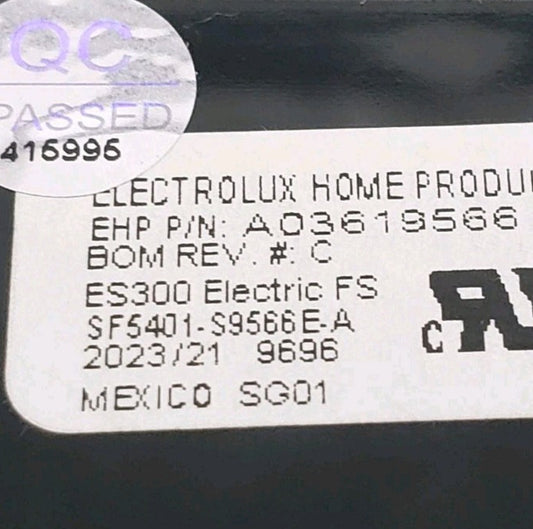 QC
PASSED
415995
ELECTROLUX HOME PRODU
EHP P/N: A03619566
BOM REV. #: C
ES300 Electric FS
SF5401-S9566E-A
2023/21 9696
MEXICO SG01
C